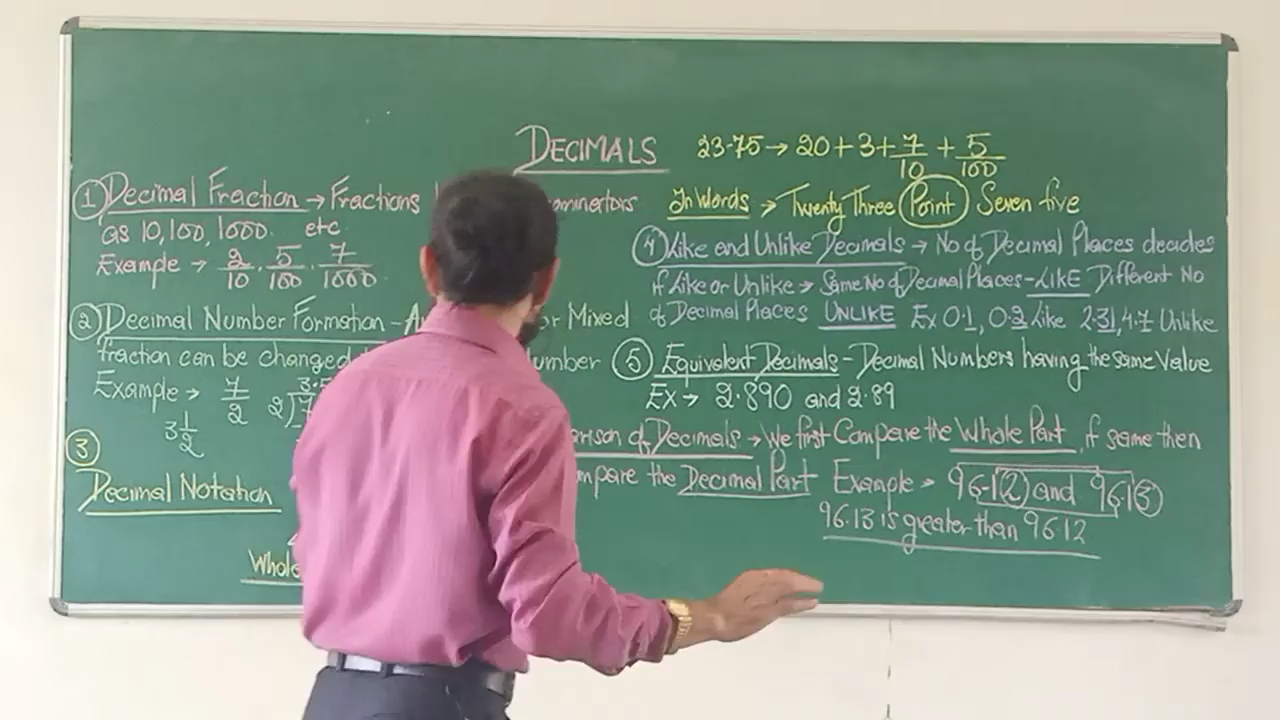 DECIMALS
23.75 → 20 + 3 + 7/10 + 5/100
In Words → Twenty Three Point Seven five
① Decimal Fraction → Fractions
as 10, 100, 1000 etc
Example → 2/10, 5/100, 7/1000
② Decimal Number Formation - or Mixed
fraction can be changed number
Example → 7/2
3 1/2
③
Decimal Notation
Whole
④ Like and Unlike Decimals → No of Decimal Places decides
if Like or Unlike → Same No of Decimal Places - LIKE Different No
of Decimal Places UNLIKE Ex 0.1, 0.3 Like 2.31, 4.7 Unlike
⑤ Equivalent Decimals - Decimal Numbers having the same Value
Ex → 2.890 and 2.89
of Decimals → We first Compare the Whole Part, if same then
the Decimal Part Example → 96.12 and 96.13
96.13 is greater than 96.12